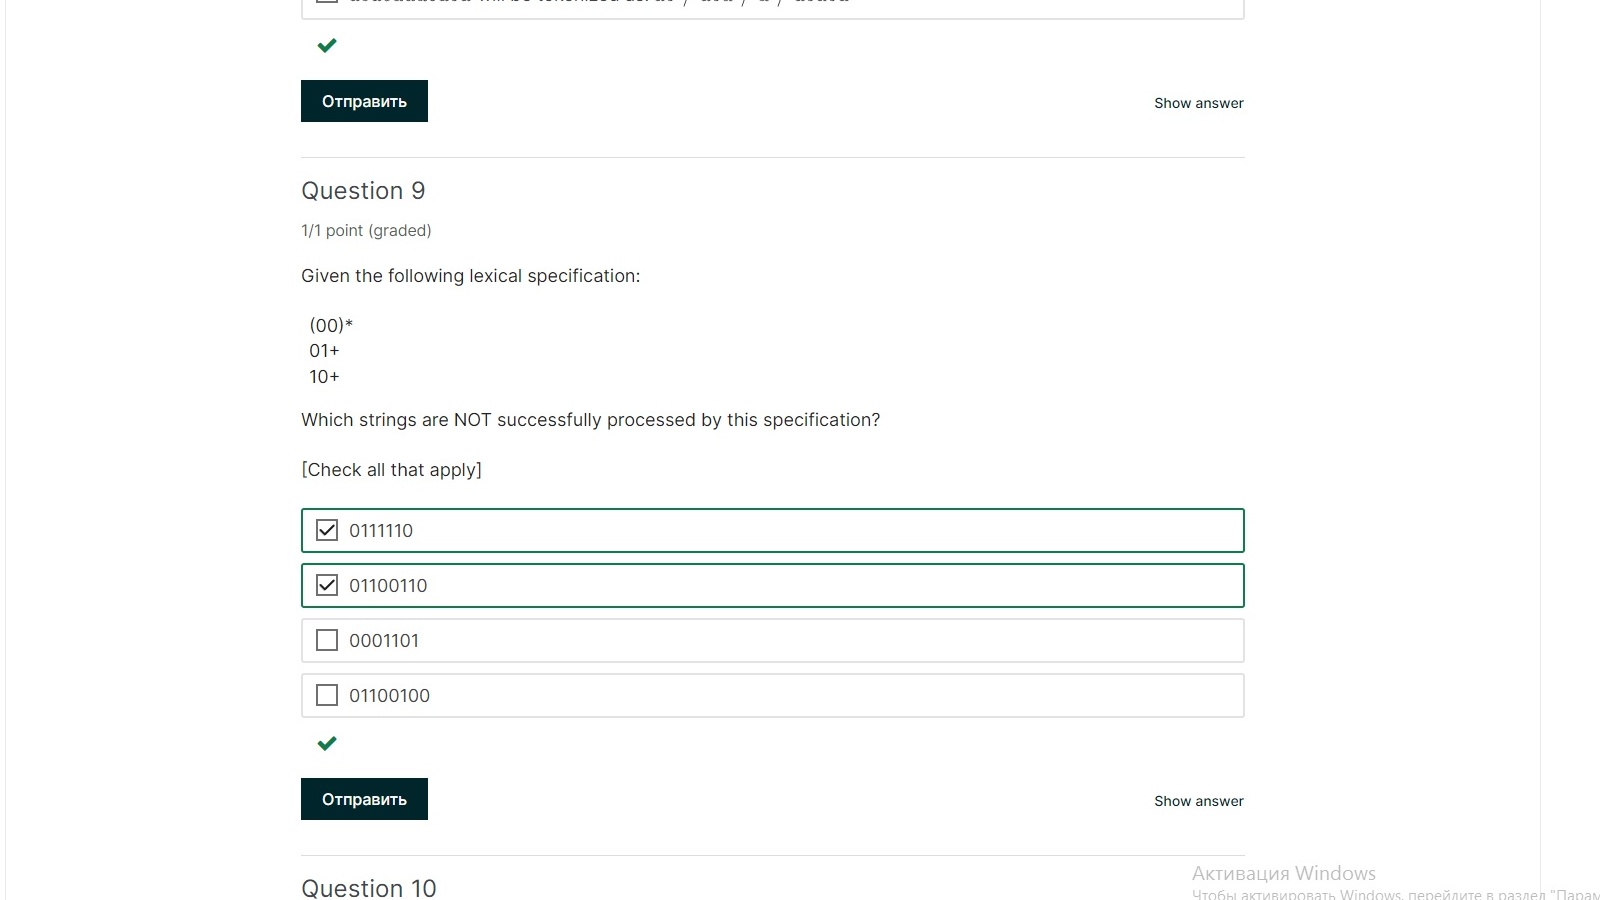 Отправить
Show answer
Question 9
1/1 point (graded)
Given the following lexical specification:
(00)*
01+
10+
Which strings are NOT successfully processed by this specification?
[Check all that apply]
0111110
01100110
0001101
01100100
Отправить
Show answer
Question 10
Активация Windows
Чтобы активировать Windows, перейдите в раздел "Парам